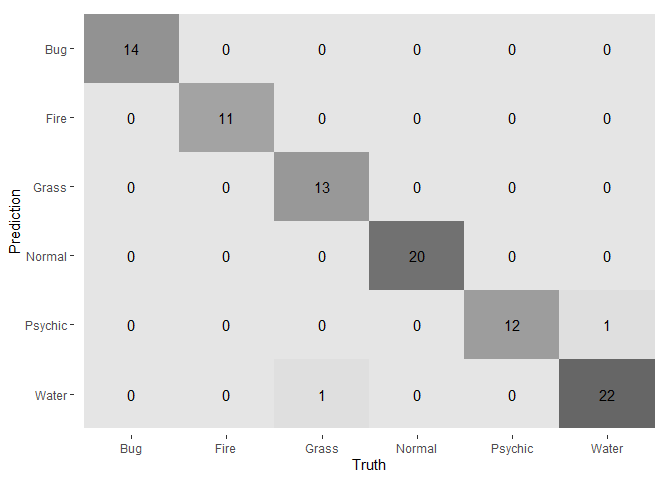 Bug 14 0 0 0 0 0
Fire 0 11 0 0 0 0
Grass 0 0 13 0 0 0
Normal 0 0 0 20 0 0
Psychic 0 0 0 0 12 1
Water 0 0 1 0 0 22
Bug Fire Grass Normal Psychic Water
Truth
Prediction